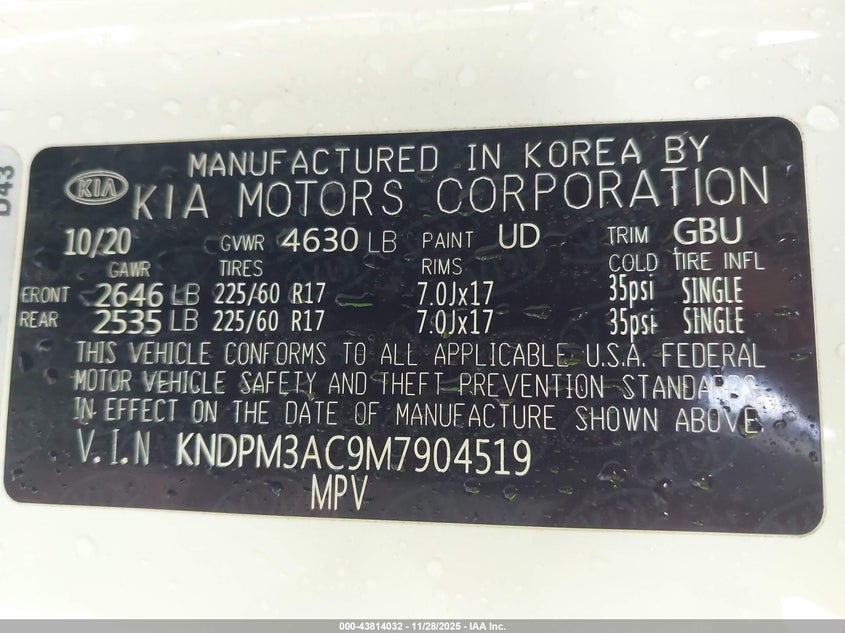 D43
MANUFACTURED IN KOREA BY
KIA KIA MOTORS CORPORATION
10/20 GVWR 4630 LB PAINT UD TRIM GBU
GAWR TIRES RIMS COLD TIRE INFL
FRONT 2646 LB 225/60 R17 7.0Jx17 35psi SINGLE
REAR 2535 LB 225/60 R17 7.0Jx17 35psi SINGLE
THIS VEHICLE CONFORMS TO ALL APPLICABLE U.S.A. FEDERAL
MOTOR VEHICLE SAFETY AND THEFT PREVENTION STANDARDS
IN EFFECT ON THE DATE OF MANUFACTURE SHOWN ABOVE.
V.I.N KNDPM3AC9M7904519
MPV
000-43814032 - 11/28/2025 - IAA Inc.